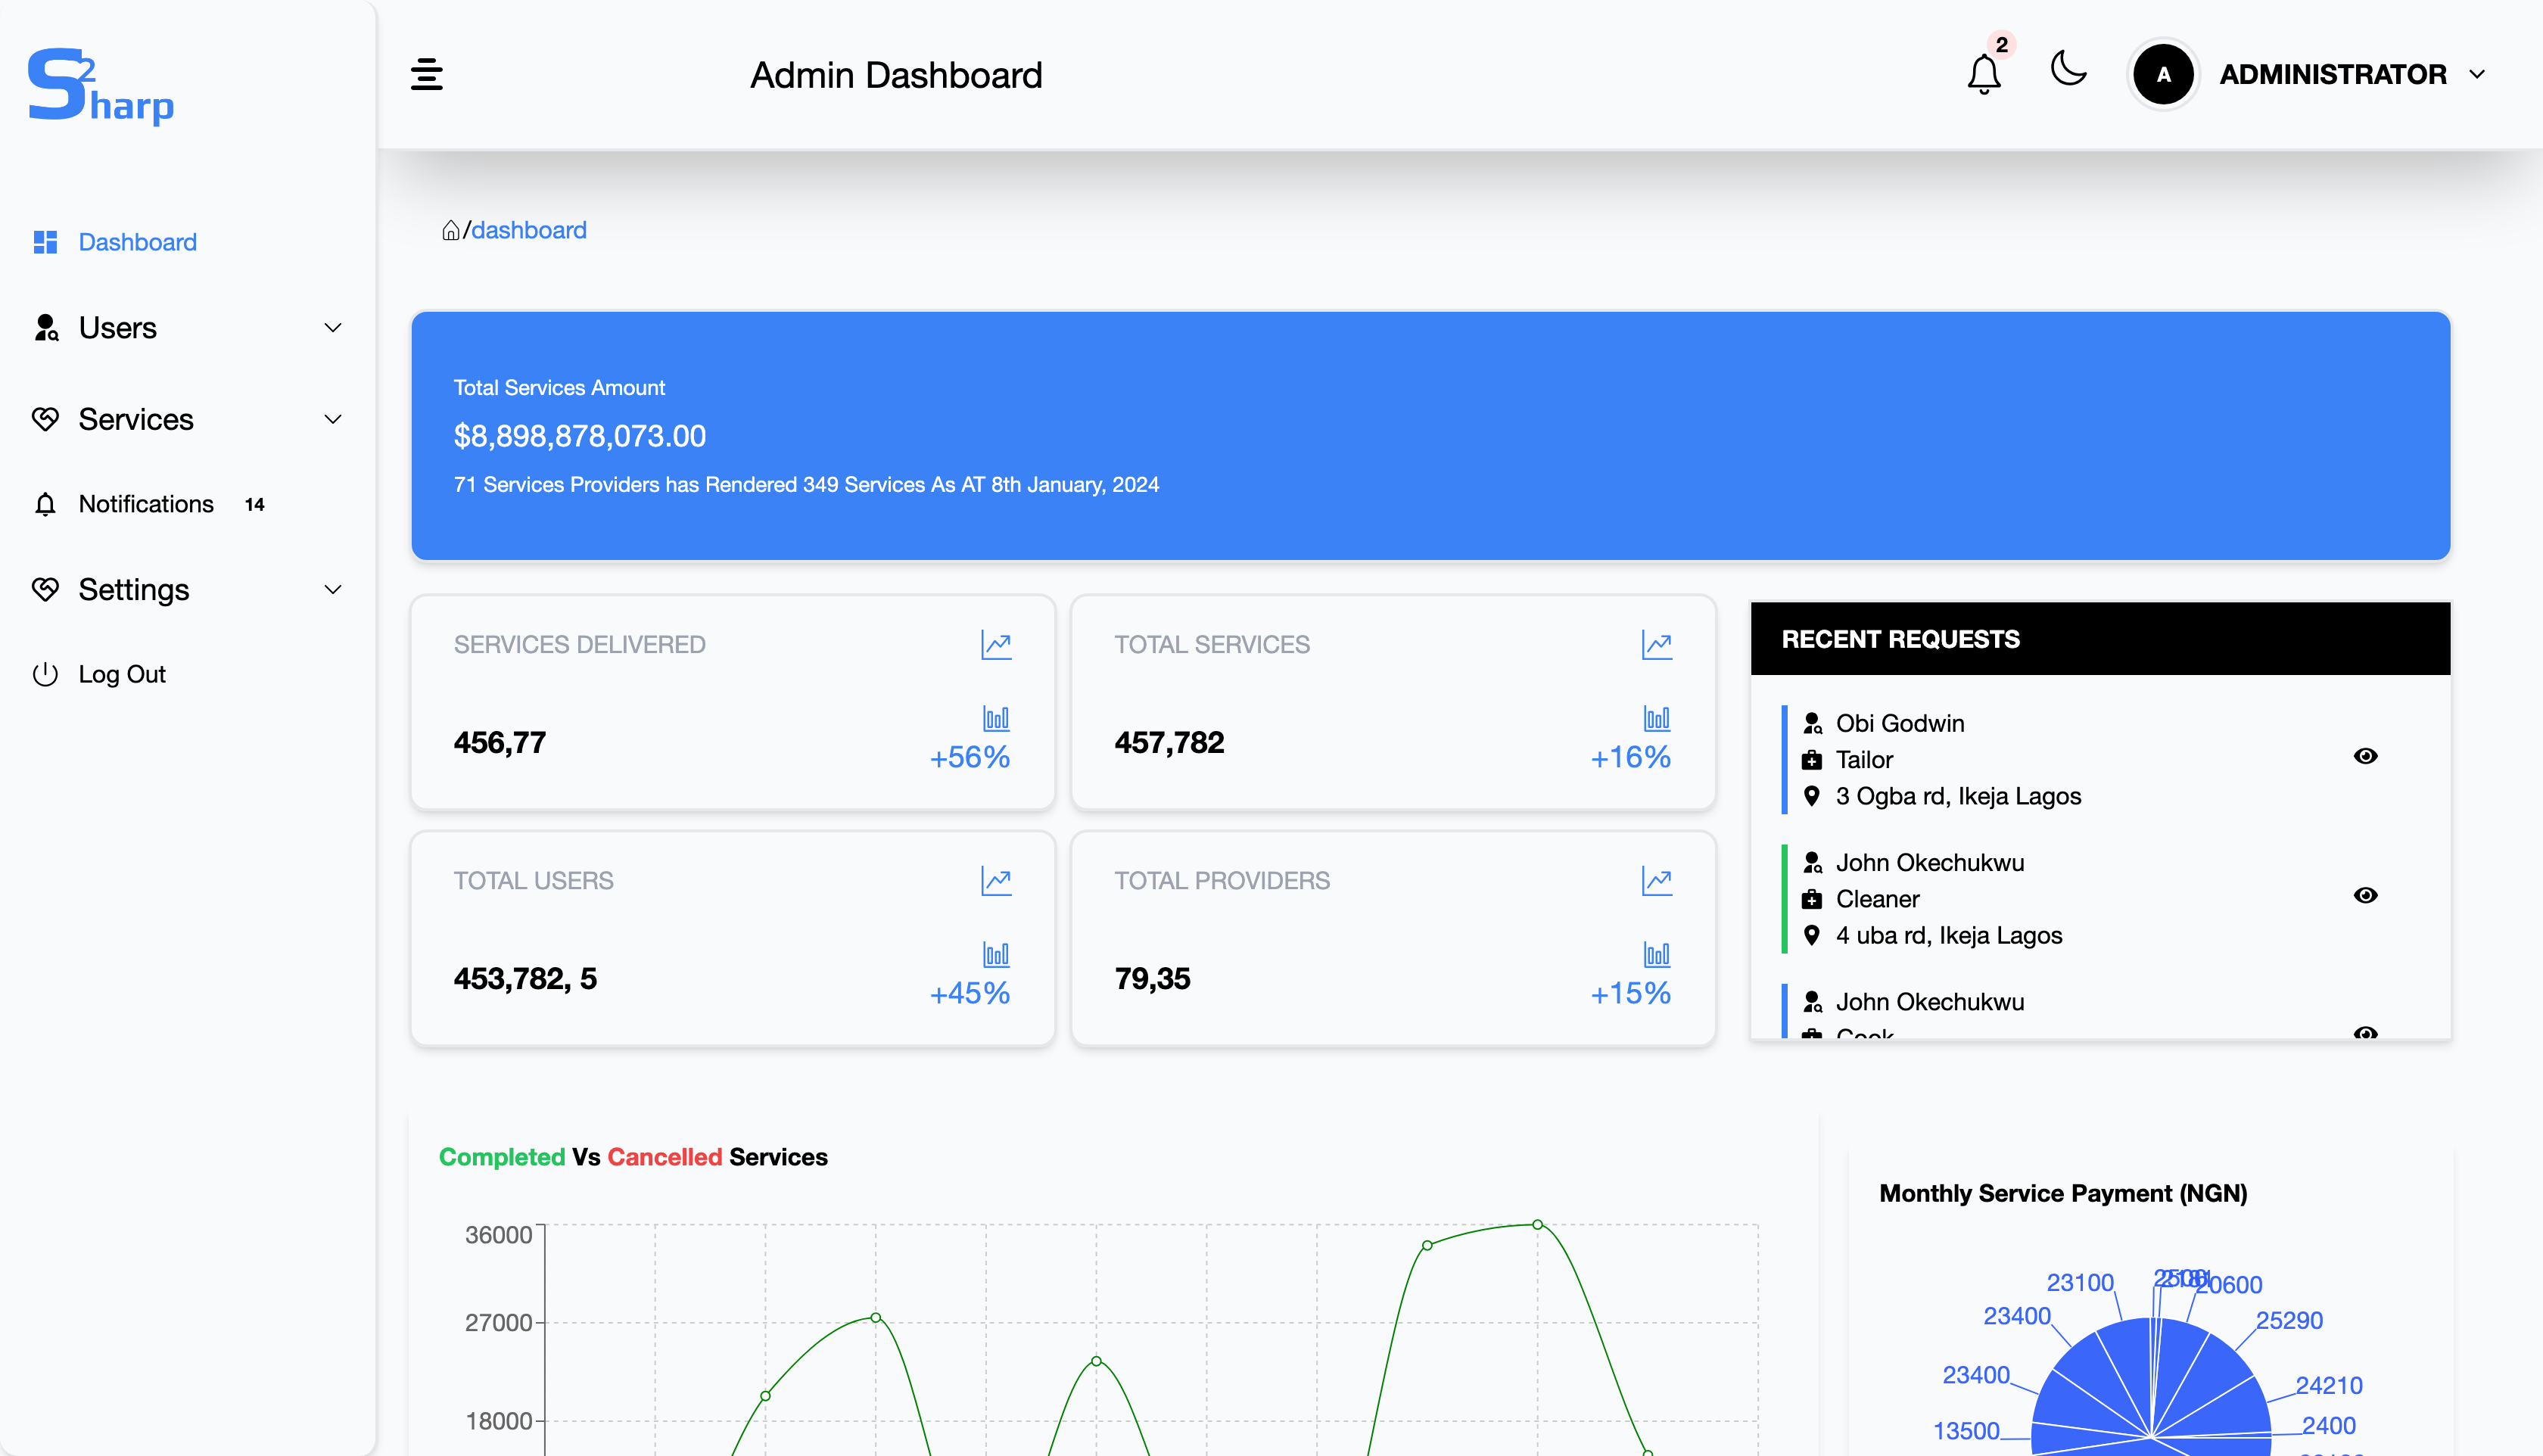 S2harp
Dashboard
Users
Services
Notifications 14
Settings
Log Out
Admin Dashboard
2
A
ADMINISTRATOR
/dashboard
Total Services Amount
$8,898,878,073.00
71 Services Providers has Rendered 349 Services As AT 8th January, 2024
SERVICES DELIVERED
456,77
+56%
TOTAL SERVICES
457,782
+16%
TOTAL USERS
453,782, 5
+45%
TOTAL PROVIDERS
79,35
+15%
RECENT REQUESTS
Obi Godwin
Tailor
3 Ogba rd, Ikeja Lagos
John Okechukwu
Cleaner
4 uba rd, Ikeja Lagos
John Okechukwu
Cook
Completed Vs Cancelled Services
36000
27000
18000
Monthly Service Payment (NGN)
23100
20600
23400
25290
23400
24210
2400
13500